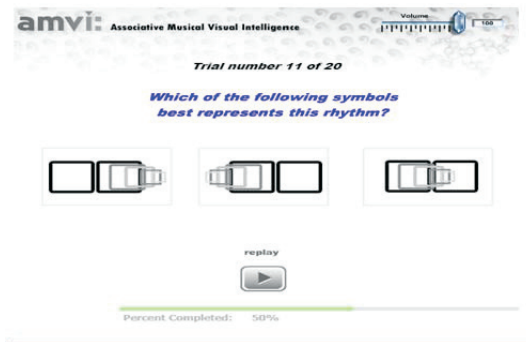 amvi: Associative Musical Visual Intelligence
Volume
100
Trial number 11 of 20
Which of the following symbols
best represents this rhythm?
replay
Percent Completed: 50%